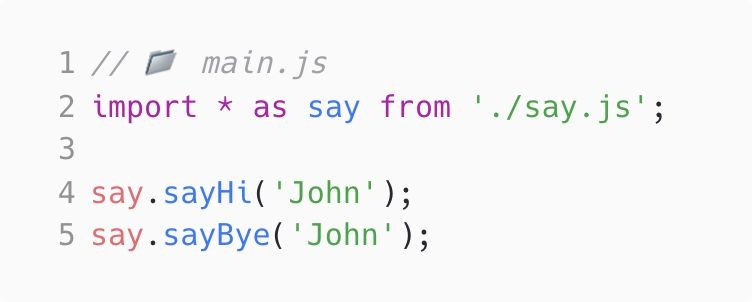 1 // 📁 main.js
2 import * as say from './say.js';
3
4 say.sayHi('John');
5 say.sayBye('John');